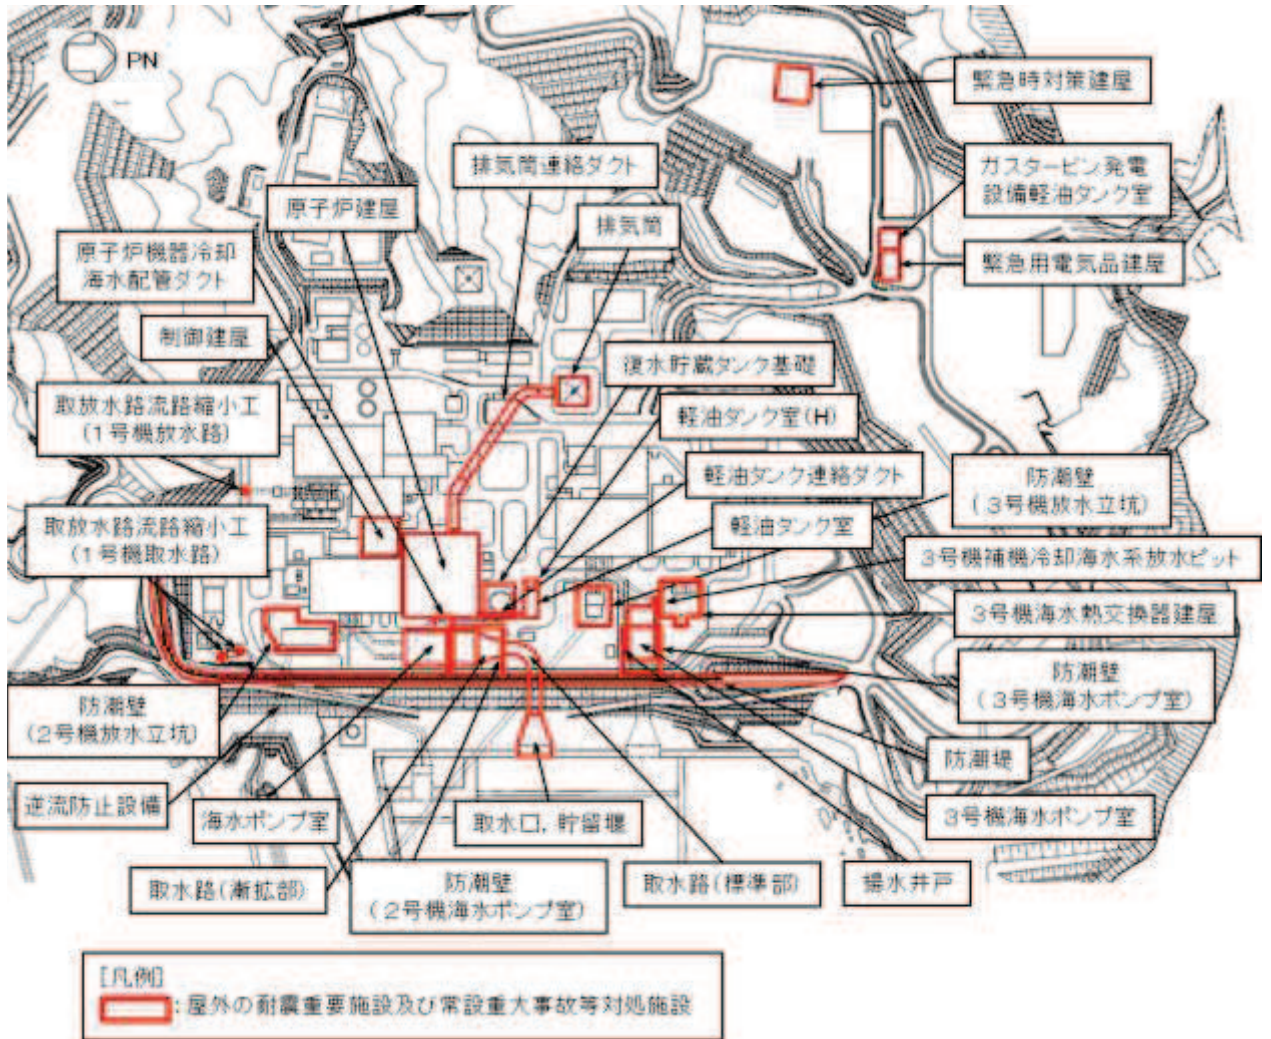 PN
緊急時対策建屋
排気筒連絡ダクト
ガスタービン発電
設備軽油タンク室
原子炉建屋
排気筒
原子炉機器冷却
海水配管ダクト
緊急用電気品建屋
制御建屋
復水貯蔵タンク基礎
取放水路流路縮小工
(1号機放水路)
軽油タンク室(H)
軽油タンク連絡ダクト
防潮壁
(3号機放水立坑)
取放水路流路縮小工
(1号機取水路)
軽油タンク室
3号機補機冷却海水系放水ピット
3号機海水熱交換器建屋
防潮壁
(2号機放水立坑)
防潮壁
(3号機海水ポンプ室)
防潮堤
逆流防止設備
海水ポンプ室
取水口,貯留堰
3号機海水ポンプ室
取水路(漸拡部)
防潮壁
(2号機海水ポンプ室)
取水路(標準部)
揚水井戸
[凡例]
:屋外の耐震重要施設及び常設重大事故等対処施設